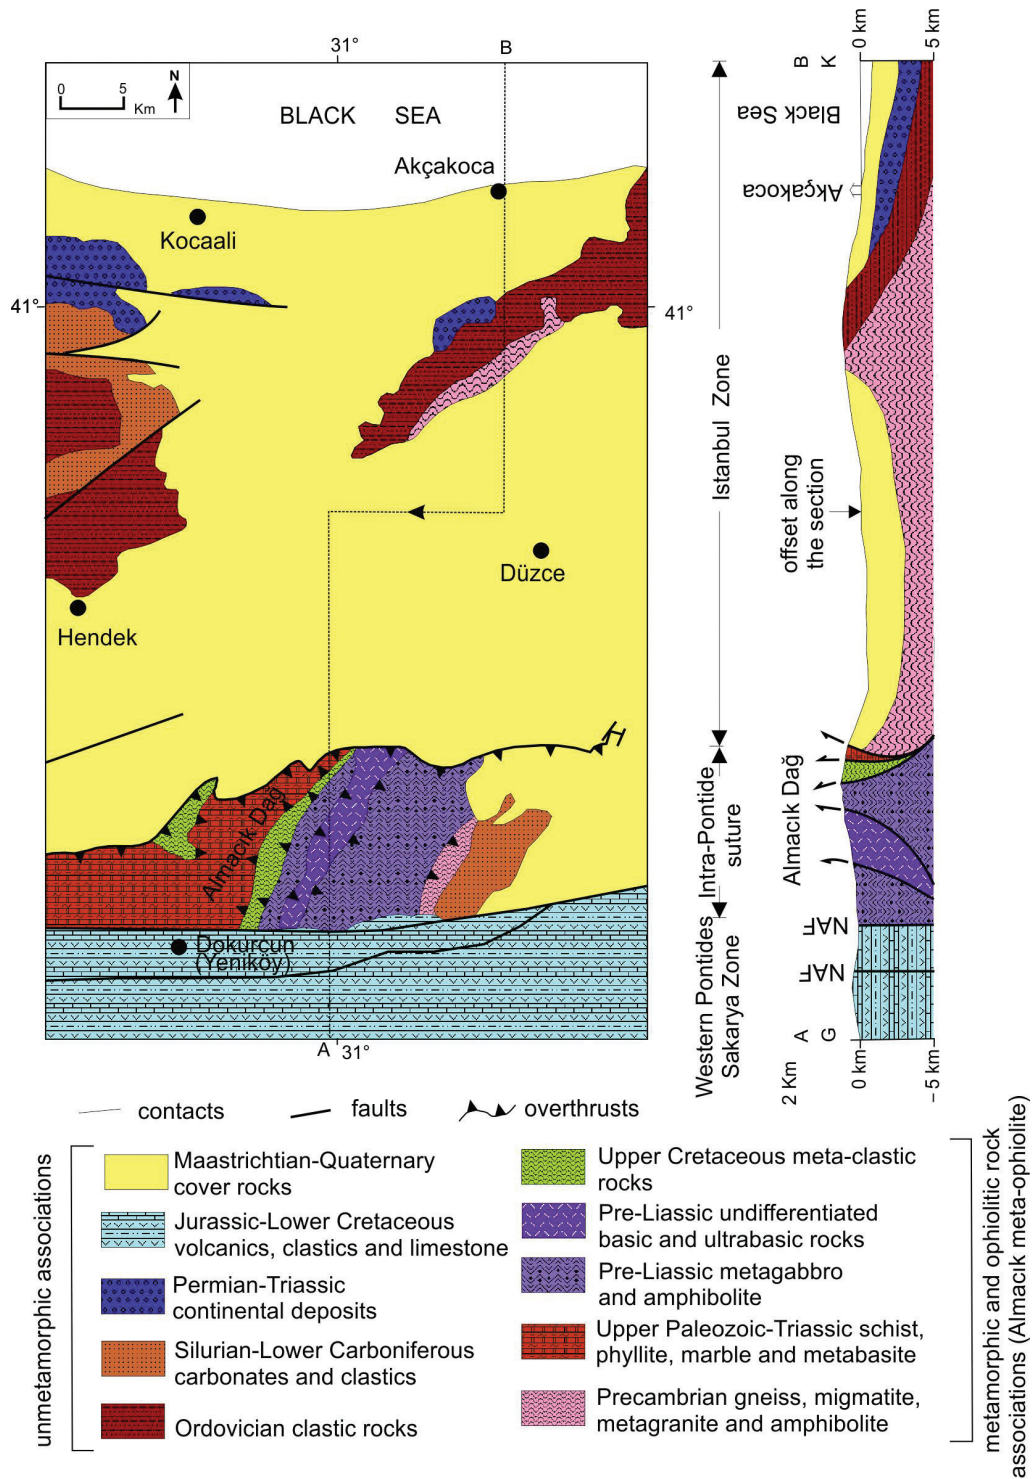 31°
B
N
0 5
Km
BLACK SEA
Akçakoca
Kocaali
41°
41°
Düzce
Hendek
Almacık Dağ
Dokurcun
(Yeniköy)
A
31°
Istanbul Zone
Intra-Pontide
suture
Western Pontides
Sakarya Zone
0 km
5 km
B
K
Black Sea
Akçakoca
offset along
the section
Almacık Dağ
NAF
NAF
A
G
2 Km
0 km
– 5 km
contacts
faults
overthrusts
unmetamorphic associations
Maastrichtian-Quaternary
cover rocks
Jurassic-Lower Cretaceous
volcanics, clastics and limestone
Permian-Triassic
continental deposits
Silurian-Lower Carboniferous
carbonates and clastics
Ordovician clastic rocks
Upper Cretaceous meta-clastic
rocks
Pre-Liassic undifferentiated
basic and ultrabasic rocks
Pre-Liassic metagabbro
and amphibolite
Upper Paleozoic-Triassic schist,
phyllite, marble and metabasite
Precambrian gneiss, migmatite,
metagranite and amphibolite
metamorphic and ophiolitic rock
associations (Almacık meta-ophiolite)